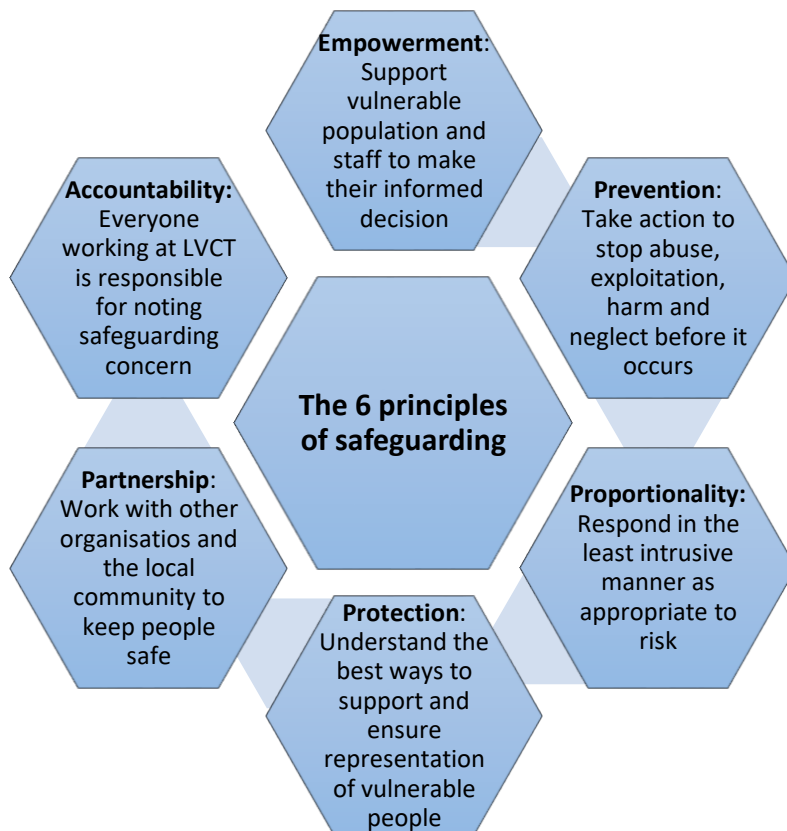 Empowerment:
Support
vulnerable
population and
staff to make
their informed
decision
Prevention:
Take action to
stop abuse,
exploitation,
harm and
neglect before it
occurs
Proportionality:
Respond in the
least intrusive
manner as
appropriate to
risk
Protection:
Understand the
best ways to
support and
ensure
representation
of vulnerable
people
Partnership:
Work with other
organisatios and
the local
community to
keep people
safe
Accountability:
Everyone
working at LVCT
is responsible
for noting
safeguarding
concern
The 6 principles
of safeguarding